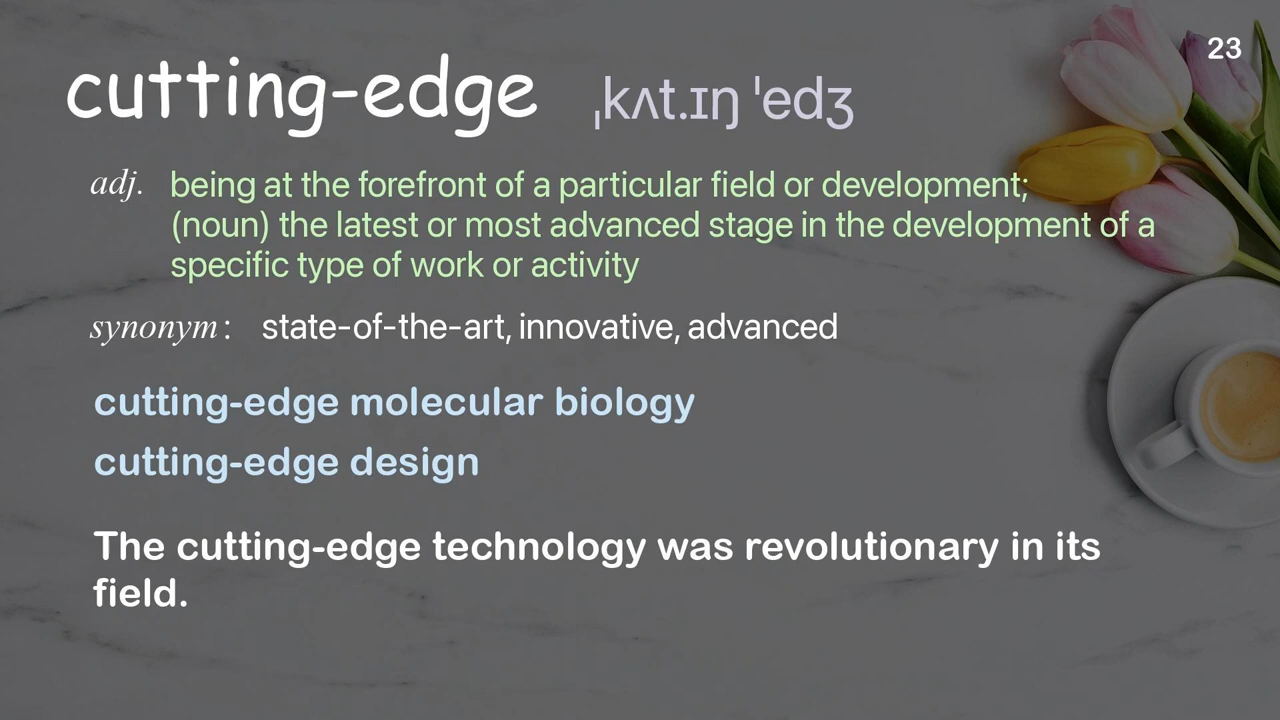 23
cutting-edge ˌkʌt.ɪŋ ˈedʒ
adj. being at the forefront of a particular field or development;
(noun) the latest or most advanced stage in the development of a
specific type of work or activity
synonym: state-of-the-art, innovative, advanced
cutting-edge molecular biology
cutting-edge design
The cutting-edge technology was revolutionary in its
field.